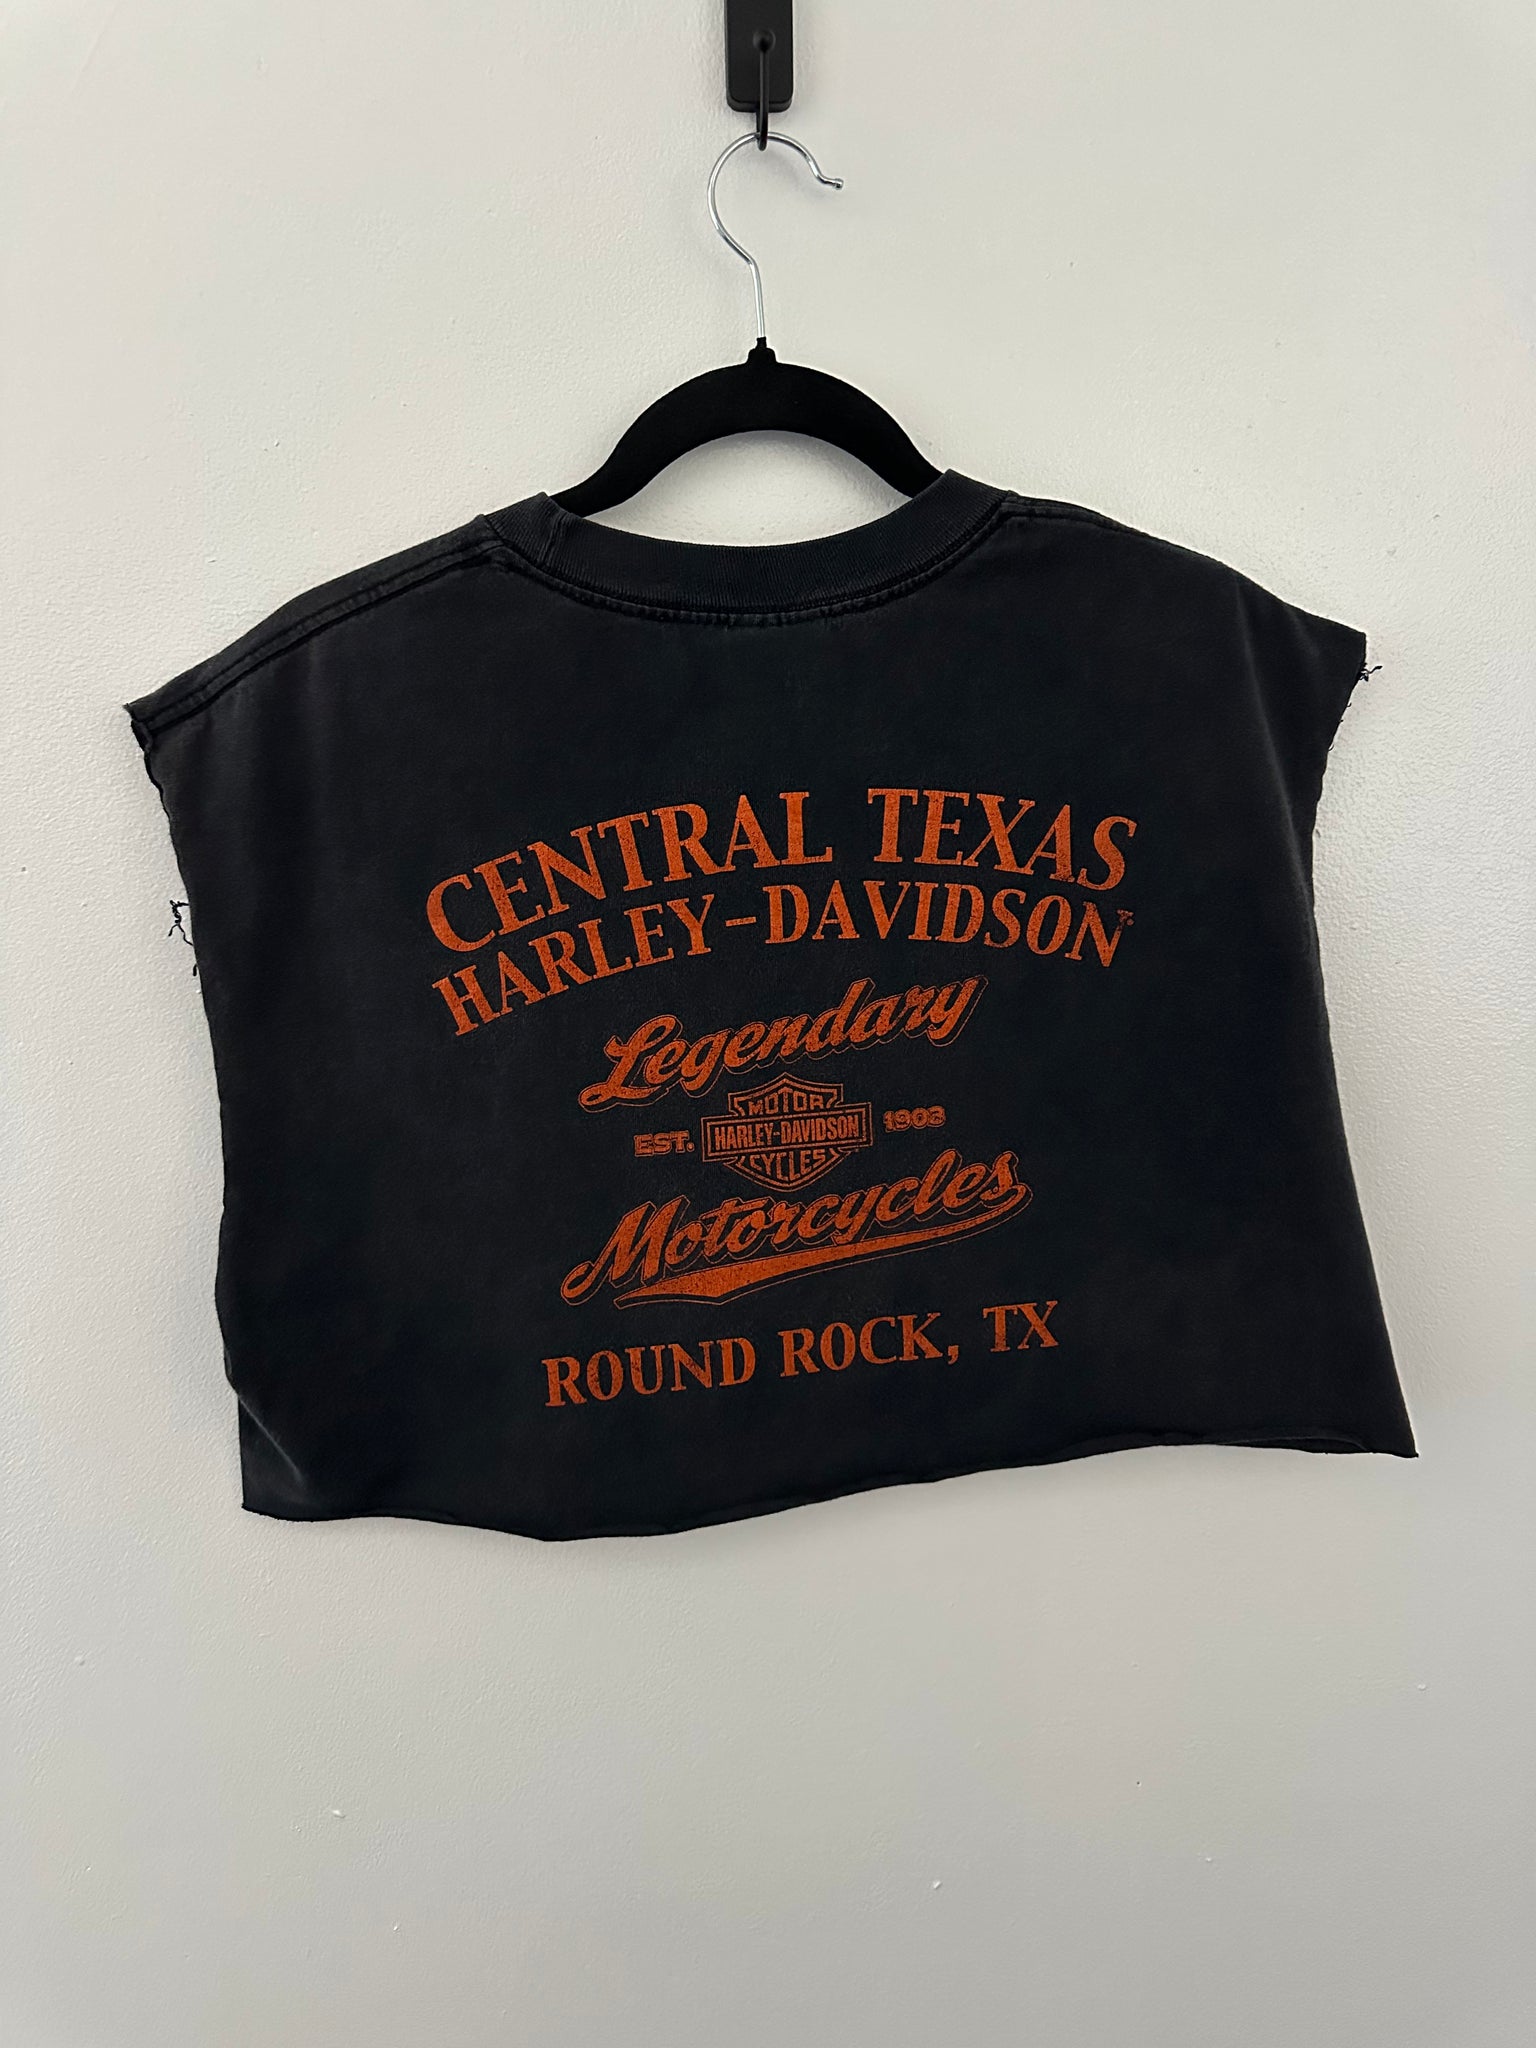 CENTRAL TEXAS
HARLEY-DAVIDSON
Legendary
EST. MOTOR HARLEY-DAVIDSON CYCLES 1903
Motorcycles
ROUND ROCK, TX